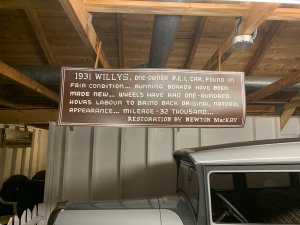 1931 WILLYS, ONE-OWNER P.E.I. CAR, FOUND IN
FAIR CONDITION... RUNNING BOARDS HAVE BEEN
MADE NEW... WHEELS HAVE HAD ONE-HUNDRED
HOURS LABOUR TO BRING BACK ORIGINAL NATURAL
APPEARANCE... MILEAGE - 32 THOUSAND...
RESTORATION BY NEWTON MACKAY